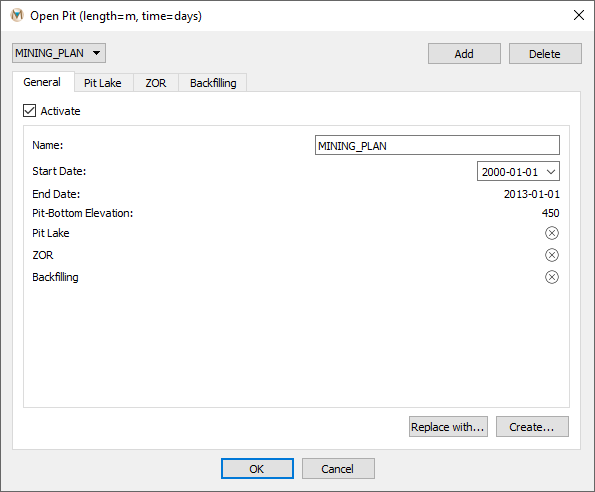 Open Pit (length=m, time=days)
MINING_PLAN
Add
Delete
General
Pit Lake
ZOR
Backfilling
Activate
Name:
MINING_PLAN
Start Date:
2000-01-01
End Date:
2013-01-01
Pit-Bottom Elevation:
450
Pit Lake
ZOR
Backfilling
Replace with...
Create...
OK
Cancel